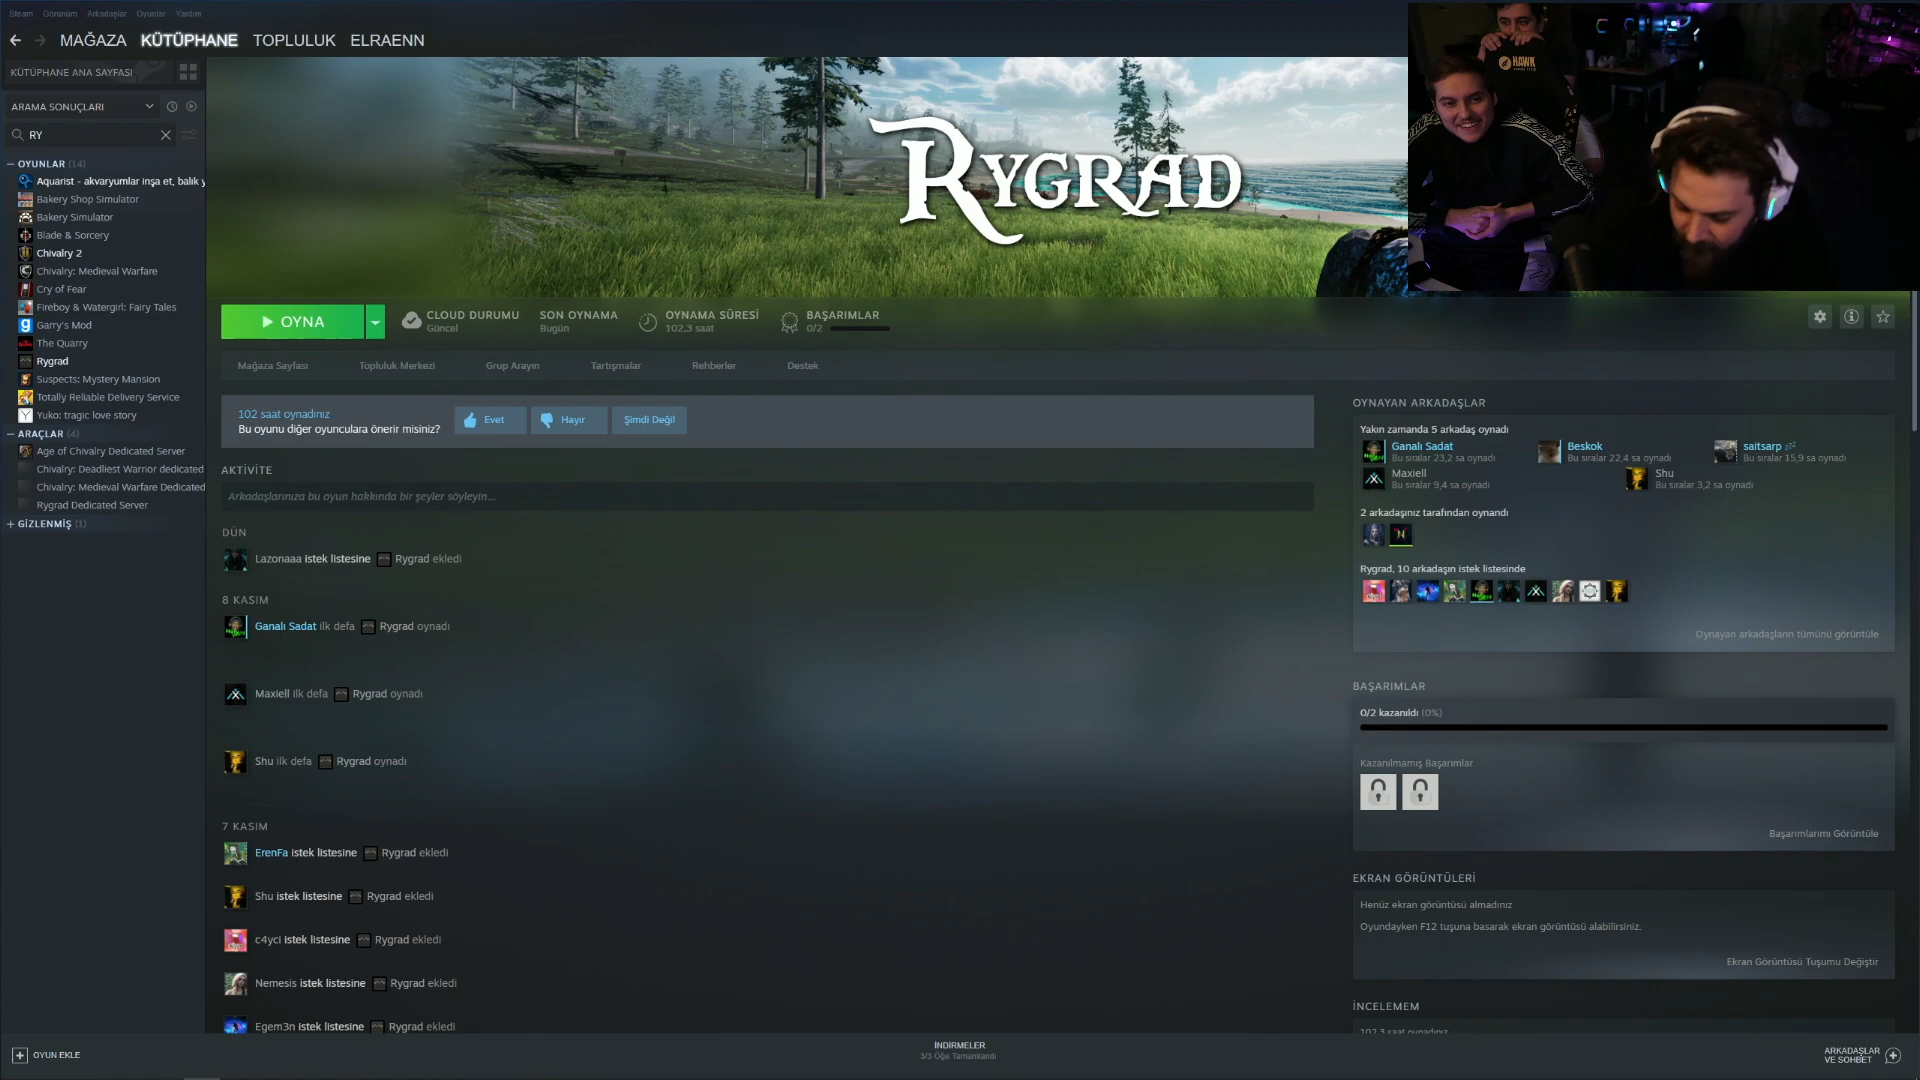 Steam Görünüm Arkadaşlar Oyunlar Yardım
MAĞAZA KÜTÜPHANE TOPLULUK ELRAENN
KÜTÜPHANE ANA SAYFASI
ARAMA SONUÇLARI
RY
OYUNLAR (14)
Aquarist - akvaryumlar inşa et, balık y
Bakery Shop Simulator
Bakery Simulator
Blade & Sorcery
Chivalry 2
Chivalry: Medieval Warfare
Cry of Fear
Fireboy & Watergirl: Fairy Tales
Garry's Mod
The Quarry
Rygrad
Suspects: Mystery Mansion
Totally Reliable Delivery Service
Yuko: tragic love story
ARAÇLAR (4)
Age of Chivalry Dedicated Server
Chivalry: Deadliest Warrior dedicated
Chivalry: Medieval Warfare Dedicated
Rygrad Dedicated Server
GİZLENMİŞ (1)
RYGRAD
HAWK
OYNA
CLOUD DURUMU
Güncel
SON OYNAMA
Bugün
OYNAMA SÜRESİ
102.3 saat
BAŞARIMLAR
0/2
Mağaza Sayfası Topluluk Merkezi Grup Arayın Tartışmalar Rehberler Destek
102 saat oynadınız
Bu oyunu diğer oyunculara önerir misiniz?
Evet Hayır Şimdi Değil
AKTİVİTE
Arkadaşlarınıza bu oyun hakkında bir şeyler söyleyin...
DÜN
Lazonaaa istek listesine Rygrad ekledi
8 KASIM
Ganalı Sadat ilk defa Rygrad oynadı
Maxiell ilk defa Rygrad oynadı
Shu ilk defa Rygrad oynadı
7 KASIM
ErenFa istek listesine Rygrad ekledi
Shu istek listesine Rygrad ekledi
c4yci istek listesine Rygrad ekledi
Nemesis istek listesine Rygrad ekledi
Egem3n istek listesine Rygrad ekledi
OYNAYAN ARKADAŞLAR
Yakın zamanda 5 arkadaş oynadı
Ganalı Sadat
Bu sıralar 23,2 sa oynadı
Beskok
Bu sıralar 22,4 sa oynadı
saitsarp zzz
Bu sıralar 15,9 sa oynadı
Maxiell
Bu sıralar 9,4 sa oynadı
Shu
Bu sıralar 3,2 sa oynadı
2 arkadaşınız tarafından oynandı
Rygrad, 10 arkadaşın istek listesinde
Oynayan arkadaşların tümünü görüntüle
BAŞARIMLAR
0/2 kazanıldı (0%)
Kazanılmamış Başarımlar
Başarımlarımı Görüntüle
EKRAN GÖRÜNTÜLERİ
Henüz ekran görüntüsü almadınız
Oyundayken F12 tuşuna basarak ekran görüntüsü alabilirsiniz.
Ekran Görüntüsü Tuşumu Değiştir
İNCELEMEM
102.3 saat oynadınız
OYUN EKLE
İNDİRMELER
3/3 Öğe Tamamlandı
ARKADAŞLAR
VE SOHBET